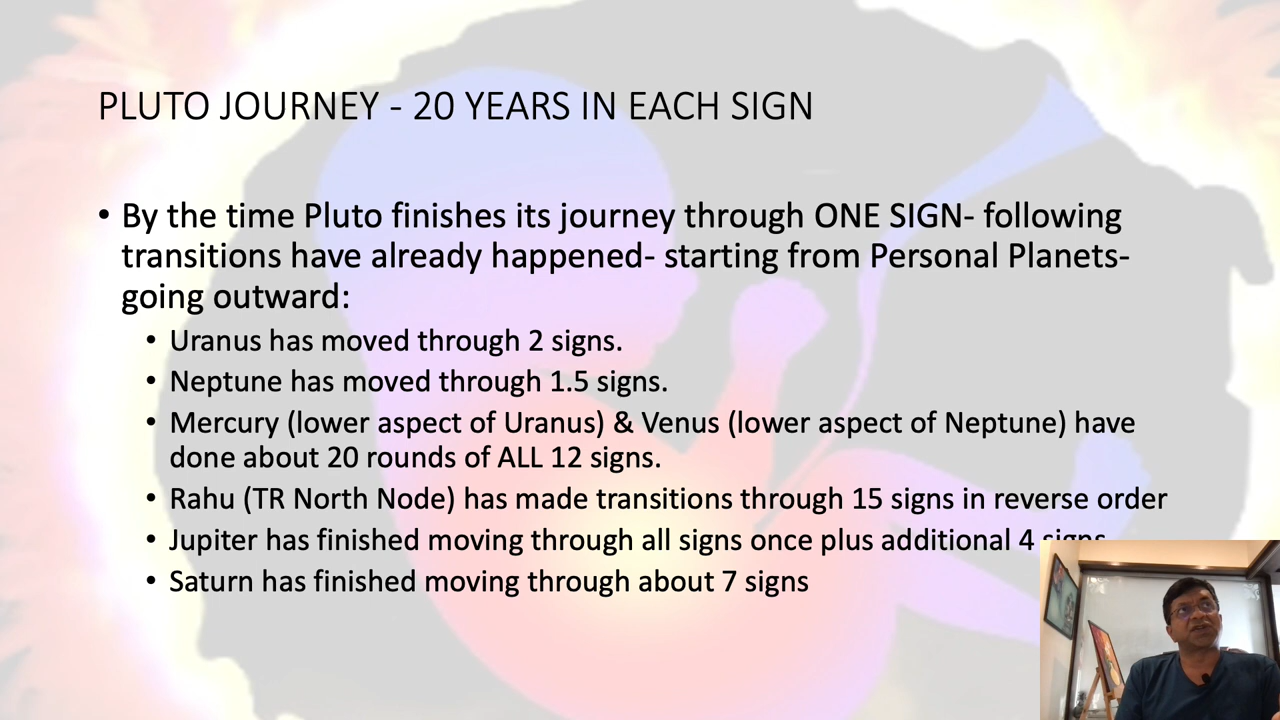 PLUTO JOURNEY - 20 YEARS IN EACH SIGN
• By the time Pluto finishes its journey through ONE SIGN- following
transitions have already happened- starting from Personal Planets-
going outward:
• Uranus has moved through 2 signs.
• Neptune has moved through 1.5 signs.
• Mercury (lower aspect of Uranus) & Venus (lower aspect of Neptune) have
done about 20 rounds of ALL 12 signs.
• Rahu (TR North Node) has made transitions through 15 signs in reverse order
• Jupiter has finished moving through all signs once plus additional 4 signs
• Saturn has finished moving through about 7 signs